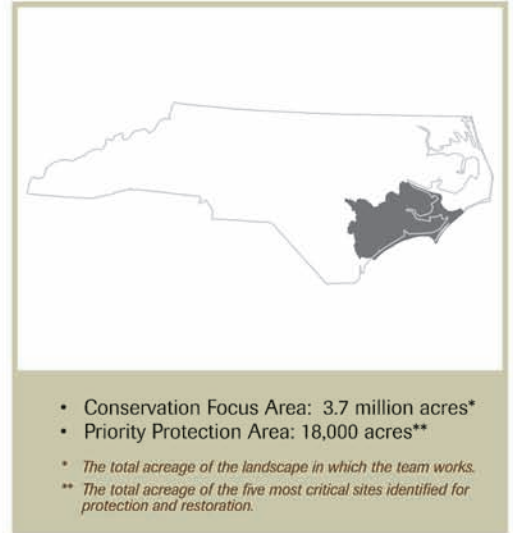 • Conservation Focus Area: 3.7 million acres*
• Priority Protection Area: 18,000 acres**
* The total acreage of the landscape in which the team works.
** The total acreage of the five most critical sites identified for
protection and restoration.